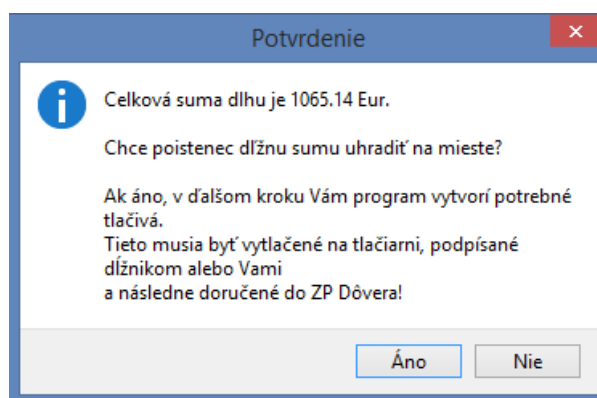 Potvrdenie
Celková suma dlhu je 1065.14 Eur.
Chce poistenec dľžnu sumu uhradiť na mieste?
Ak áno, v ďalšom kroku Vám program vytvorí potrebné
tlačivá.
Tieto musia byť vytlačené na tlačiarni, podpísané
dĺžnikom alebo Vami
a následne doručené do ZP Dôvera!
Áno
Nie